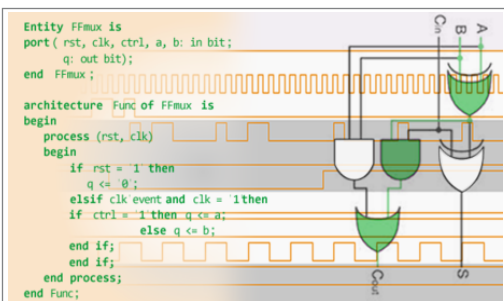 Entity FFmux is
port( rst, clk, ctrl, a, b: in bit;
q: out bit);
end FFmux;
architecture Func of FFmux is
begin
process (rst, clk)
begin
if rst = '1' then
q <= '0';
elsif clk'event and clk = '1then
if ctrl = '1' then q <= a;
else q <= b;
end if;
end if;
end process;
end Func;
Cin
B
A
Cout
S